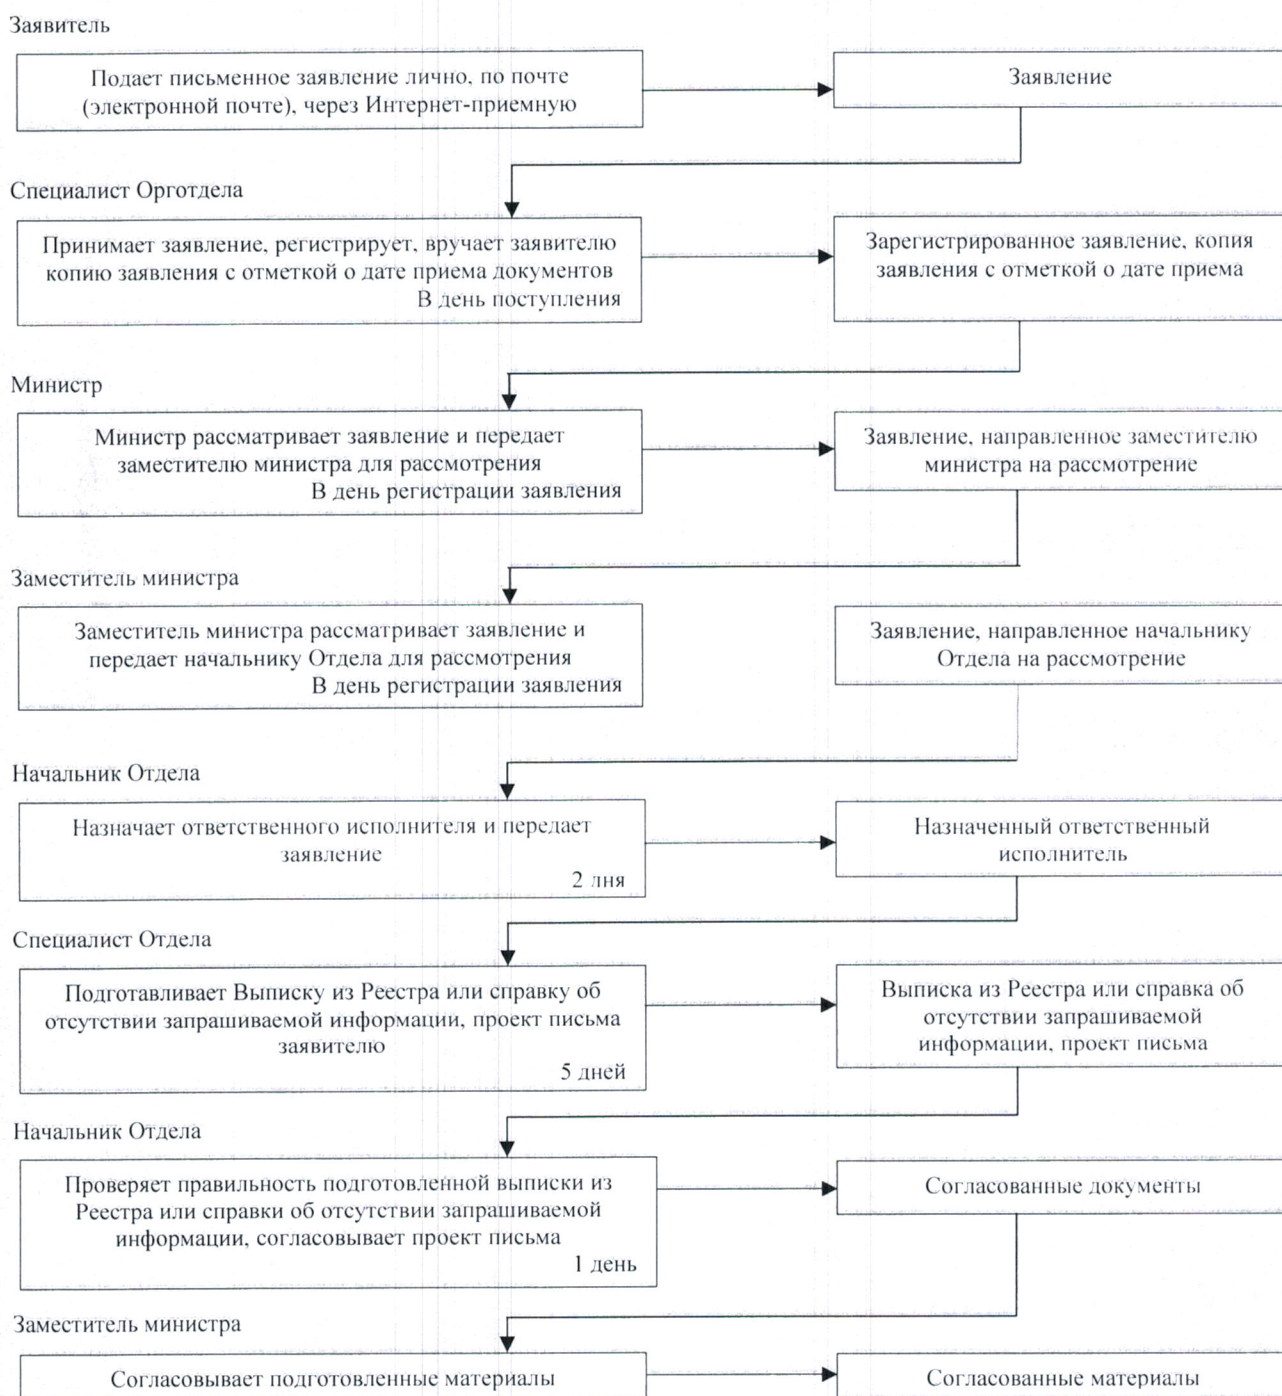 Заявитель
Подает письменное заявление лично, по почте
(электронной почте), через Интернет-приемную
Заявление
Специалист Орготдела
Принимает заявление, регистрирует, вручает заявителю
копию заявления с отметкой о дате приема документов
В день поступления
Зарегистрированное заявление, копия
заявления с отметкой о дате приема
Министр
Министр рассматривает заявление и передает
заместителю министра для рассмотрения
В день регистрации заявления
Заявление, направленное заместителю
министра на рассмотрение
Заместитель министра
Заместитель министра рассматривает заявление и
передает начальнику Отдела для рассмотрения
В день регистрации заявления
Заявление, направленное начальнику
Отдела на рассмотрение
Начальник Отдела
Назначает ответственного исполнителя и передает
заявление
2 дня
Назначенный ответственный
исполнитель
Специалист Отдела
Подготавливает Выписку из Реестра или справку об
отсутствии запрашиваемой информации, проект письма
заявителю
5 дней
Выписка из Реестра или справка об
отсутствии запрашиваемой
информации, проект письма
Начальник Отдела
Проверяет правильность подготовленной выписки из
Реестра или справки об отсутствии запрашиваемой
информации, согласовывает проект письма
1 день
Согласованные документы
Заместитель министра
Согласовывает подготовленные материалы
Согласованные материалы